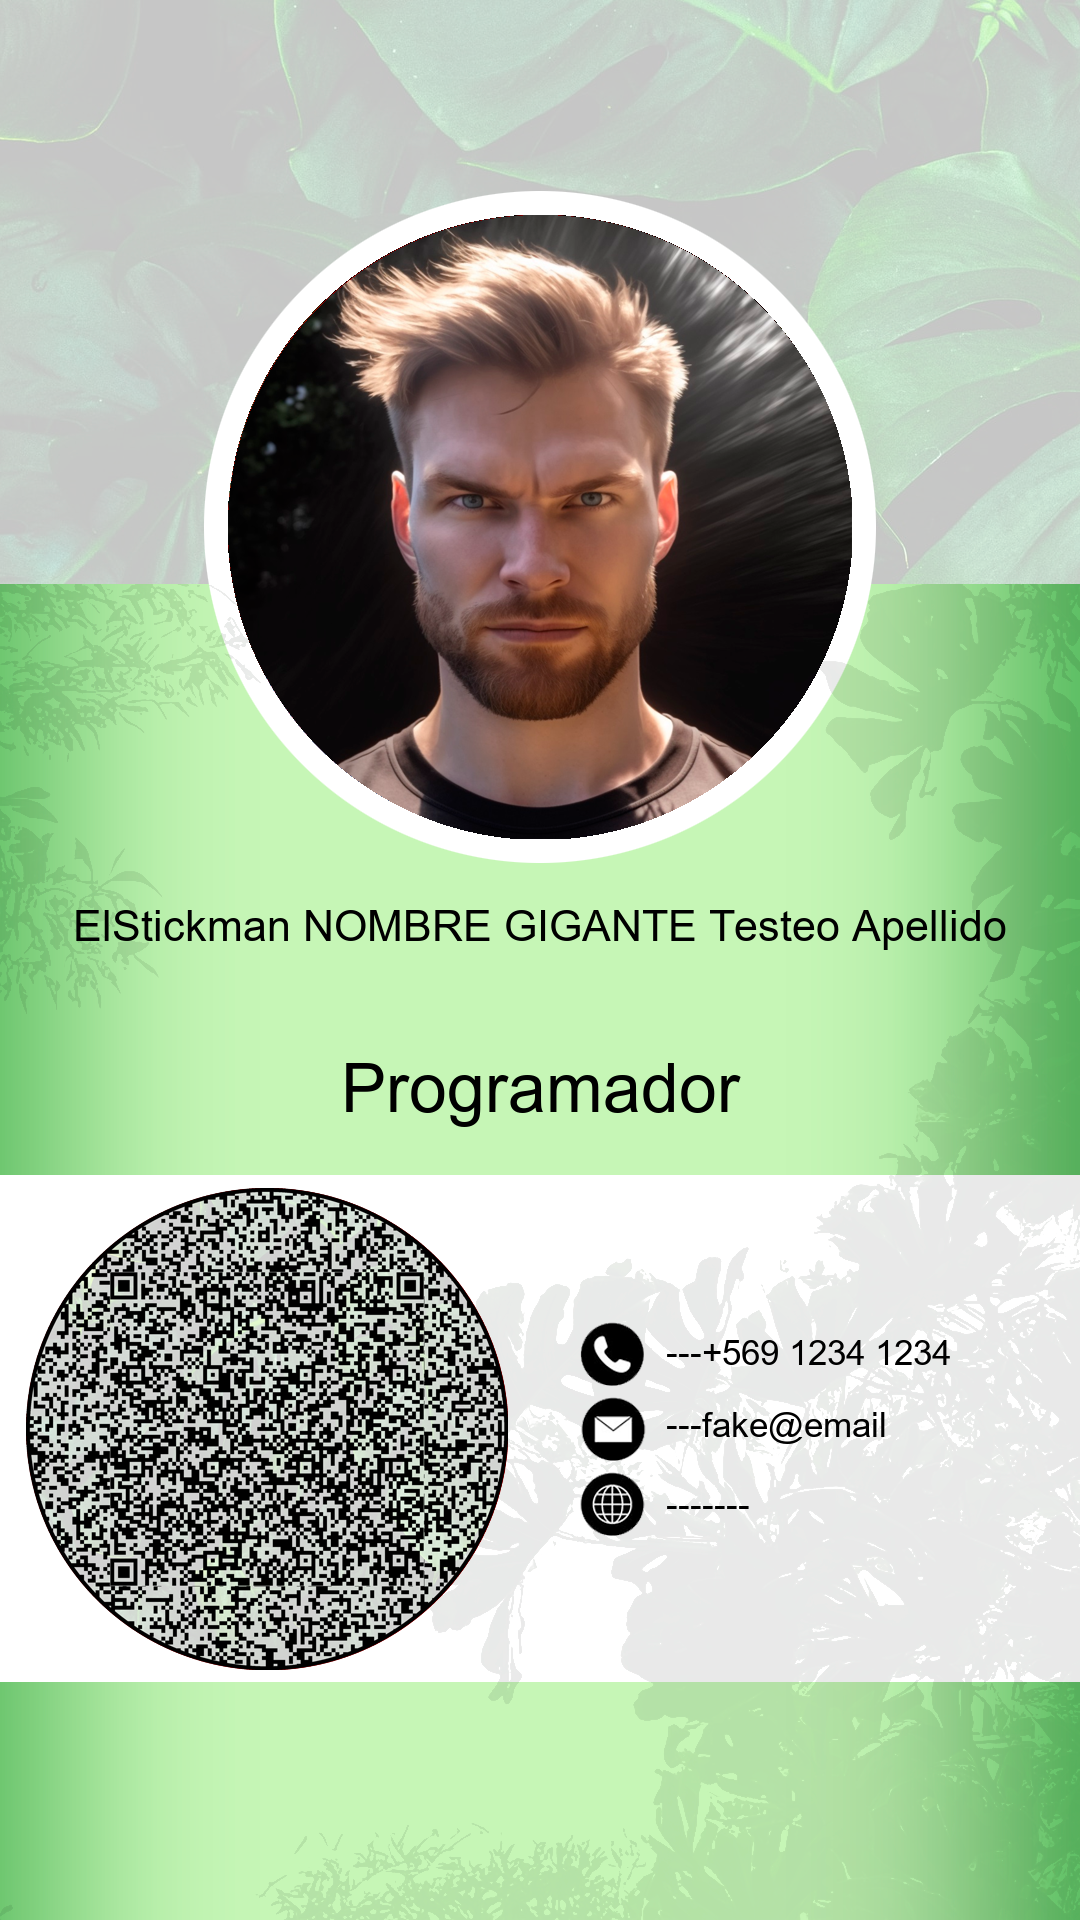 ElStickman NOMBRE GIGANTE Testeo Apellido
Programador
---+569 1234 1234
---fake@email
-------